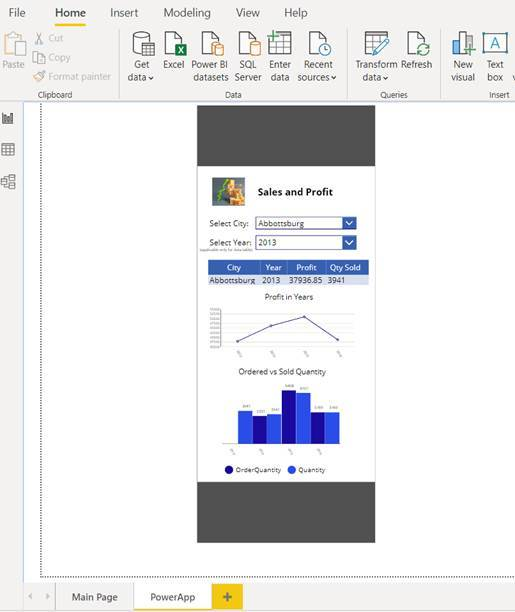 File Home Insert Modeling View Help
Paste
Cut
Copy
Format painter
Clipboard
Get data
Excel
Power BI datasets
SQL Server
Enter data
Recent sources
Data
Transform data
Refresh
Queries
New visual
Text box
Insert
Sales and Profit
Select City: Abbottsburg
Select Year: 2013
City Year Profit Qty Sold
Abbottsburg 2013 37936.85 3941
Profit in Years
Ordered vs Sold Quantity
OrderQuantity Quantity
Main Page PowerApp +